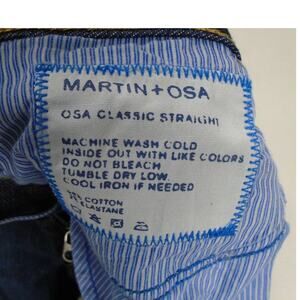 MARTIN+OSA
OSA CLASSIC STRAIGHT
MACHINE WASH COLD
INSIDE OUT WITH LIKE COLORS
DO NOT BLEACH
TUMBLE DRY LOW
COOL IRON IF NEEDED
COTTON
ELASTANE